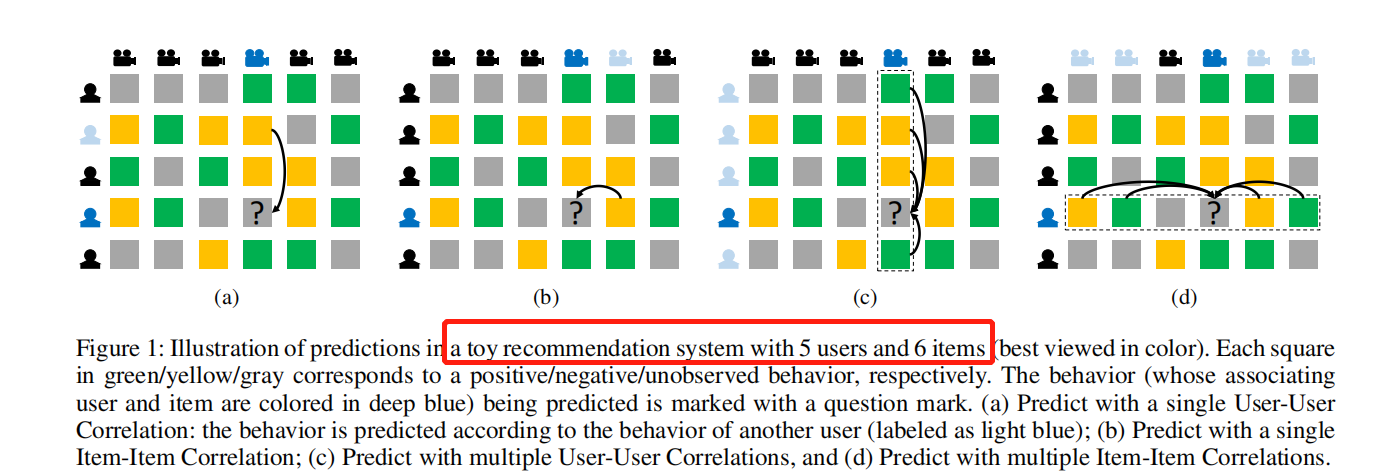 ? ? ? ?
(a) (b) (c) (d)
Figure 1: Illustration of predictions in a toy recommendation system with 5 users and 6 items (best viewed in color). Each square
in green/yellow/gray corresponds to a positive/negative/unobserved behavior, respectively. The behavior (whose associating
user and item are colored in deep blue) being predicted is marked with a question mark. (a) Predict with a single User-User
Correlation: the behavior is predicted according to the behavior of another user (labeled as light blue); (b) Predict with a single
Item-Item Correlation; (c) Predict with multiple User-User Correlations, and (d) Predict with multiple Item-Item Correlations.